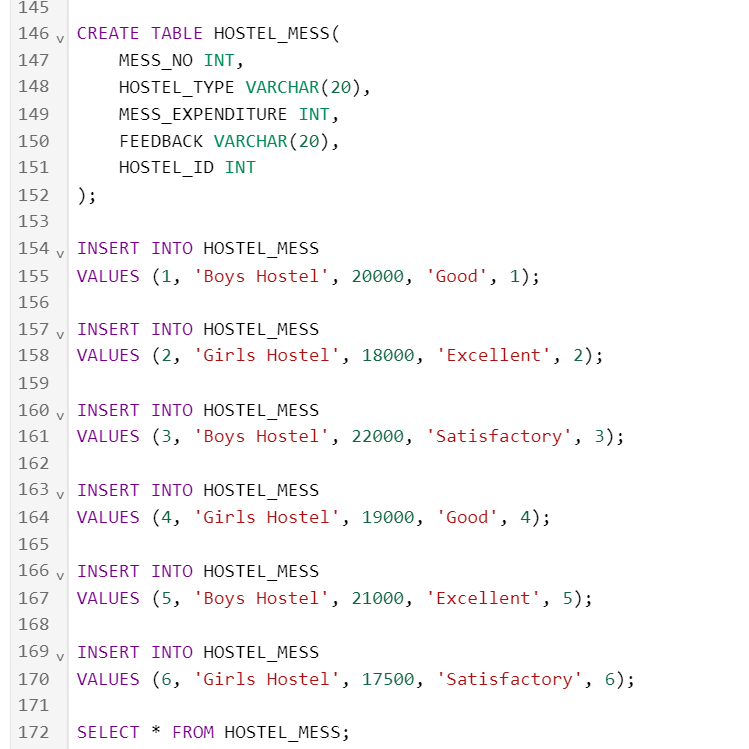 145
146 v CREATE TABLE HOSTEL_MESS(
147     MESS_NO INT,
148     HOSTEL_TYPE VARCHAR(20),
149     MESS_EXPENDITURE INT,
150     FEEDBACK VARCHAR(20),
151     HOSTEL_ID INT
152 );
153
154 v INSERT INTO HOSTEL_MESS
155 VALUES (1, 'Boys Hostel', 20000, 'Good', 1);
156
157 v INSERT INTO HOSTEL_MESS
158 VALUES (2, 'Girls Hostel', 18000, 'Excellent', 2);
159
160 v INSERT INTO HOSTEL_MESS
161 VALUES (3, 'Boys Hostel', 22000, 'Satisfactory', 3);
162
163 v INSERT INTO HOSTEL_MESS
164 VALUES (4, 'Girls Hostel', 19000, 'Good', 4);
165
166 v INSERT INTO HOSTEL_MESS
167 VALUES (5, 'Boys Hostel', 21000, 'Excellent', 5);
168
169 v INSERT INTO HOSTEL_MESS
170 VALUES (6, 'Girls Hostel', 17500, 'Satisfactory', 6);
171
172 SELECT * FROM HOSTEL_MESS;